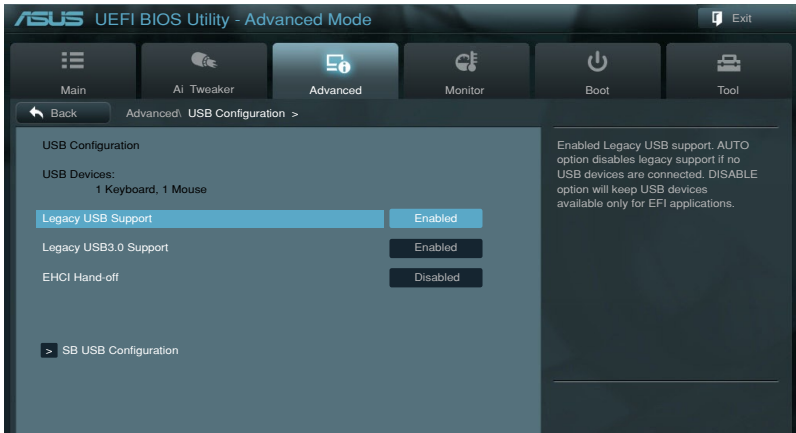 ASUS UEFI BIOS Utility - Advanced Mode
Exit
Main
Ai Tweaker
Advanced
Monitor
Boot
Tool
Back
Advanced\ USB Configuration >
USB Configuration
USB Devices:
1 Keyboard, 1 Mouse
Legacy USB Support Enabled
Legacy USB3.0 Support Enabled
EHCI Hand-off Disabled
> SB USB Configuration
Enabled Legacy USB support. AUTO
option disables legacy support if no
USB devices are connected. DISABLE
option will keep USB devices
available only for EFI applications.